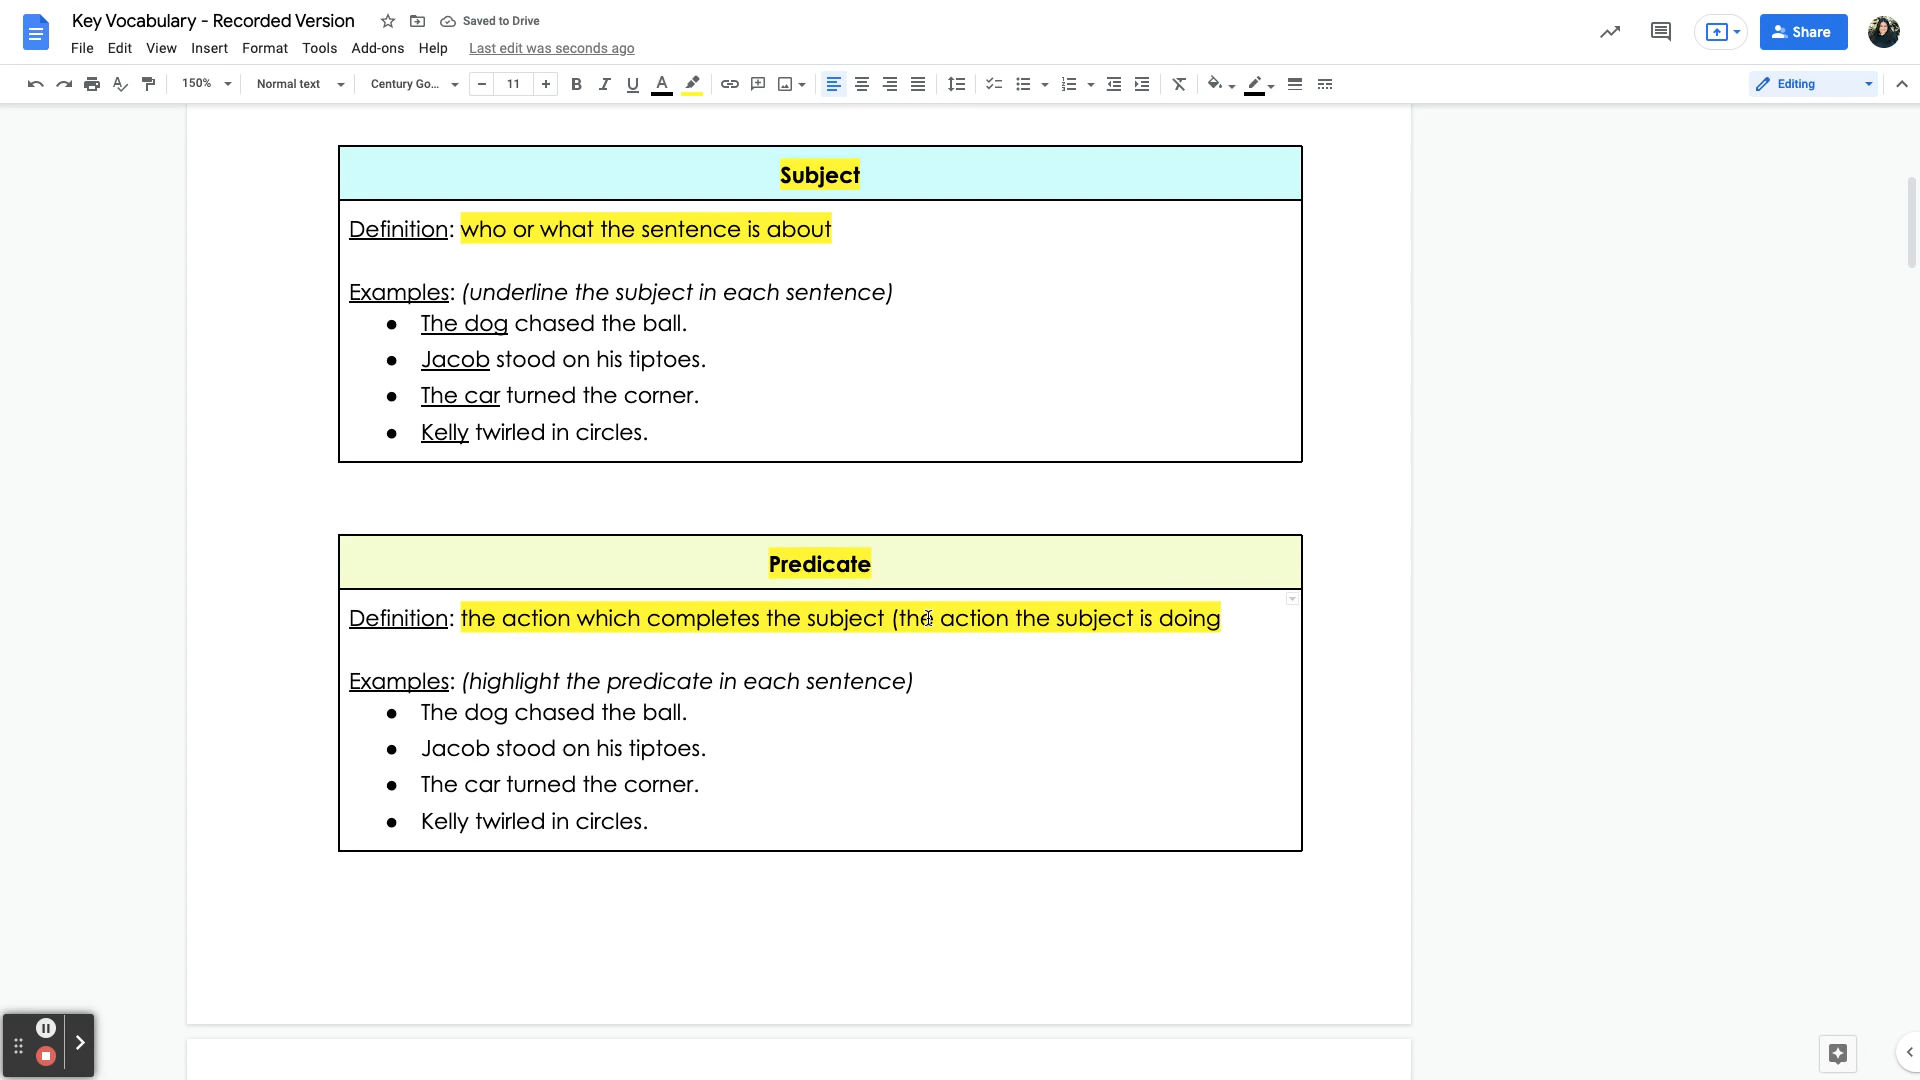 Key Vocabulary - Recorded Version
Saved to Drive
File Edit View Insert Format Tools Add-ons Help Last edit was seconds ago
Share
150% Normal text Century Go... − 11 + B I U A
Editing
Subject
Definition: who or what the sentence is about
Examples: (underline the subject in each sentence)
● The dog chased the ball.
● Jacob stood on his tiptoes.
● The car turned the corner.
● Kelly twirled in circles.
Predicate
Definition: the action which completes the subject (the action the subject is doing
Examples: (highlight the predicate in each sentence)
● The dog chased the ball.
● Jacob stood on his tiptoes.
● The car turned the corner.
● Kelly twirled in circles.